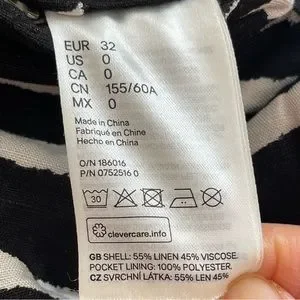 EUR 32
US 0
CA 0
CN 155/60A
MX 0
Made in China
Fabriqué en Chine
Hecho en China
O/N 186016
P/N 0752516 0
30
clevercare.info
GB SHELL: 55% LINEN 45% VISCOSE.
POCKET LINING: 100% POLYESTER.
CZ SVRCHNÍ LÁTKA: 55% LEN 45%